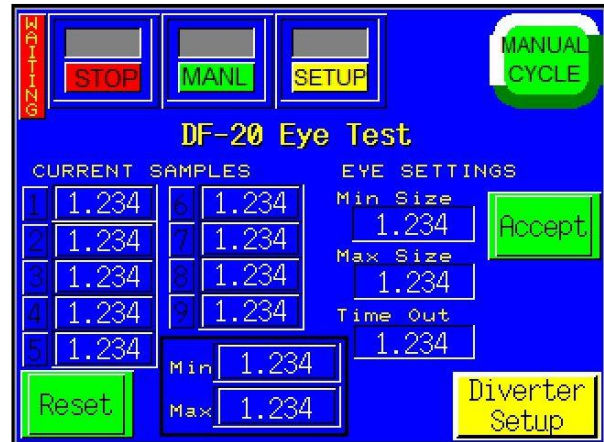 WAITING
STOP
MANL
SETUP
MANUAL
CYCLE
DF-20 Eye Test
CURRENT SAMPLES
EYE SETTINGS
1 1.234
2 1.234
3 1.234
4 1.234
5 1.234
6 1.234
7 1.234
8 1.234
9 1.234
Min 1.234
Max 1.234
Min Size
1.234
Max Size
1.234
Time Out
1.234
Accept
Reset
Diverter
Setup